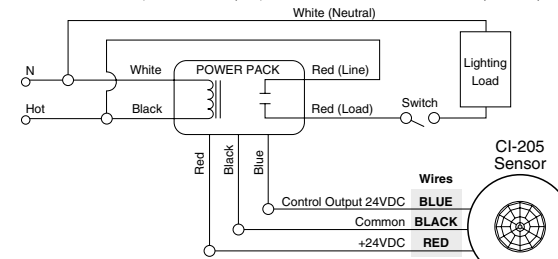 White (Neutral)
Lighting
Load
N
White
POWER PACK
Red (Line)
Hot
Black
Red (Load)
Switch
Red
Black
Blue
CI-205
Sensor
Wires
Control Output 24VDC BLUE
Common BLACK
+24VDC RED